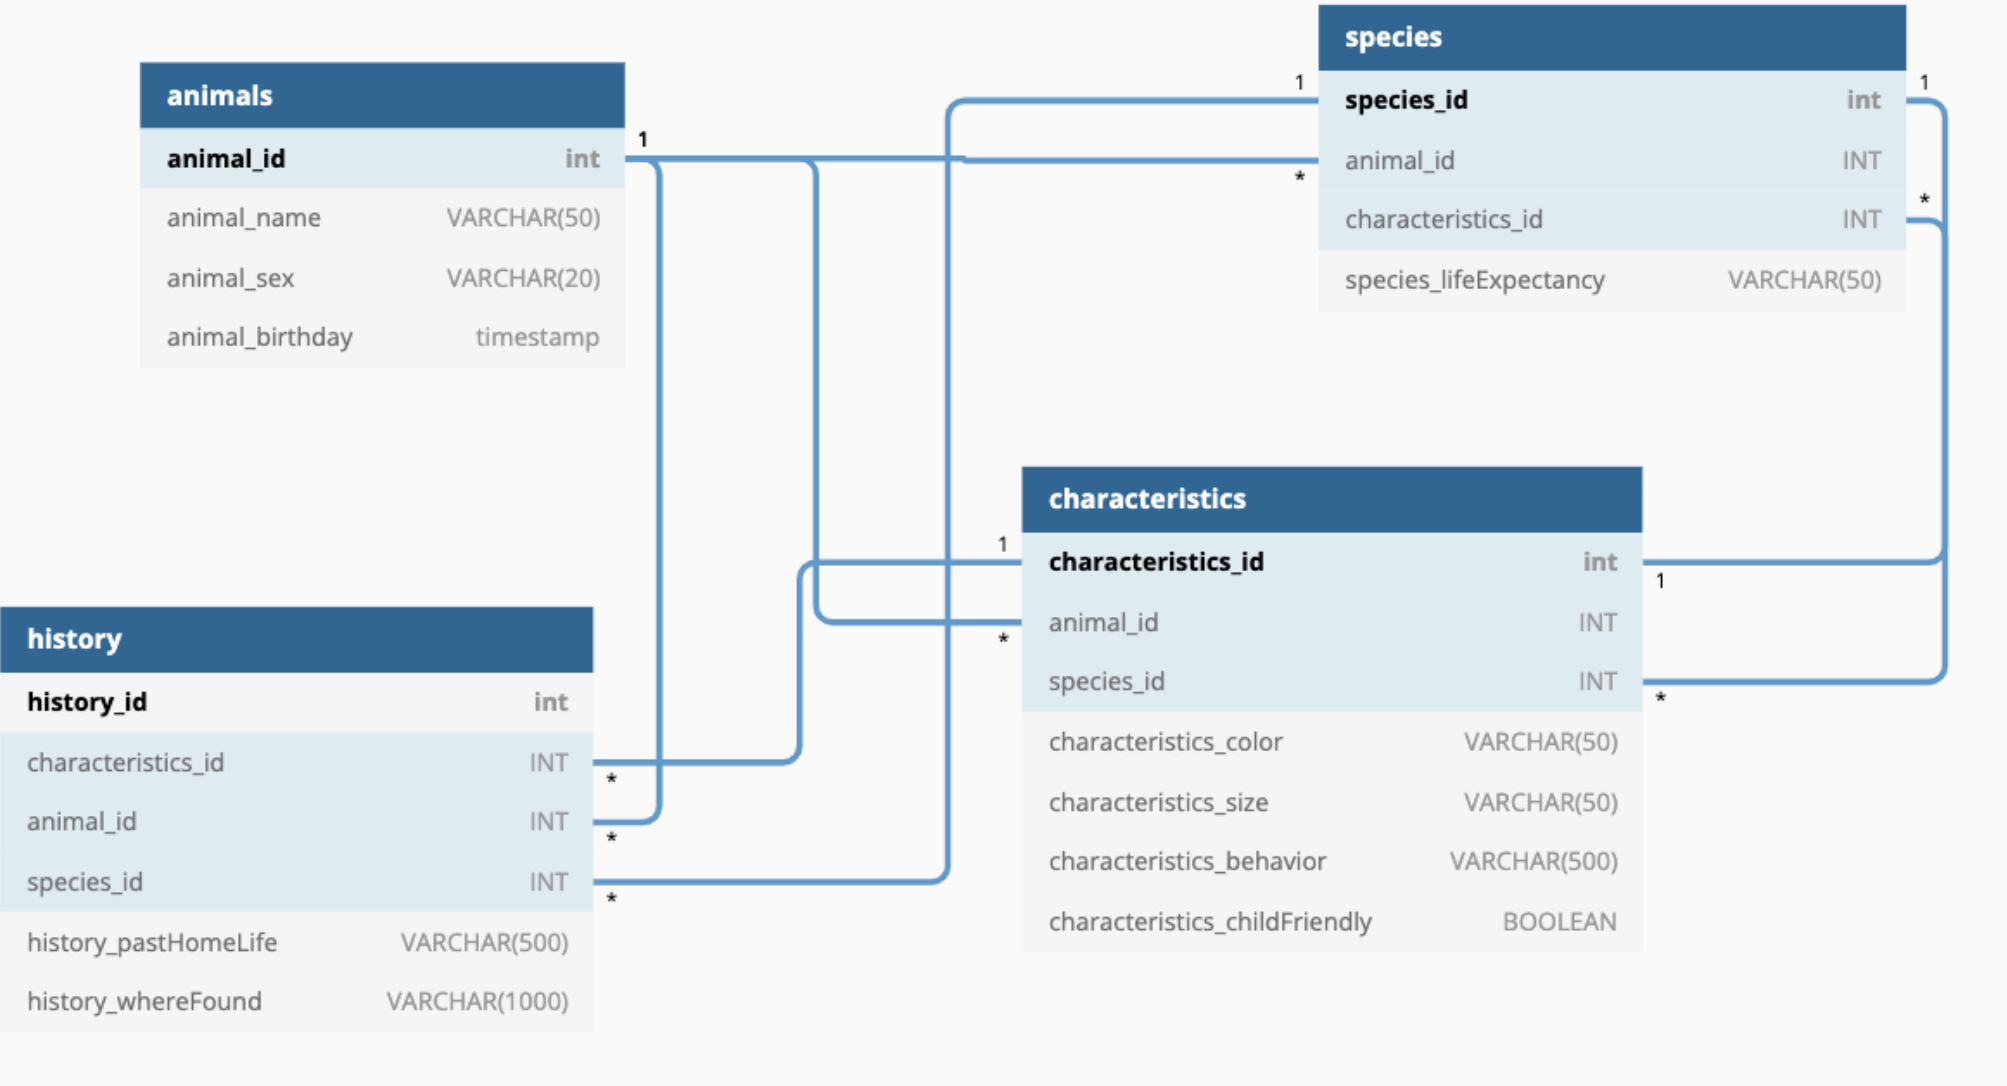 animals
animal_id int
animal_name VARCHAR(50)
animal_sex VARCHAR(20)
animal_birthday timestamp
1
species
species_id int
animal_id INT
characteristics_id INT
species_lifeExpectancy VARCHAR(50)
1
*
1
*
characteristics
characteristics_id int
animal_id INT
species_id INT
characteristics_color VARCHAR(50)
characteristics_size VARCHAR(50)
characteristics_behavior VARCHAR(500)
characteristics_childFriendly BOOLEAN
1
*
1
*
history
history_id int
characteristics_id INT
animal_id INT
species_id INT
history_pastHomeLife VARCHAR(500)
history_whereFound VARCHAR(1000)
*
*
*